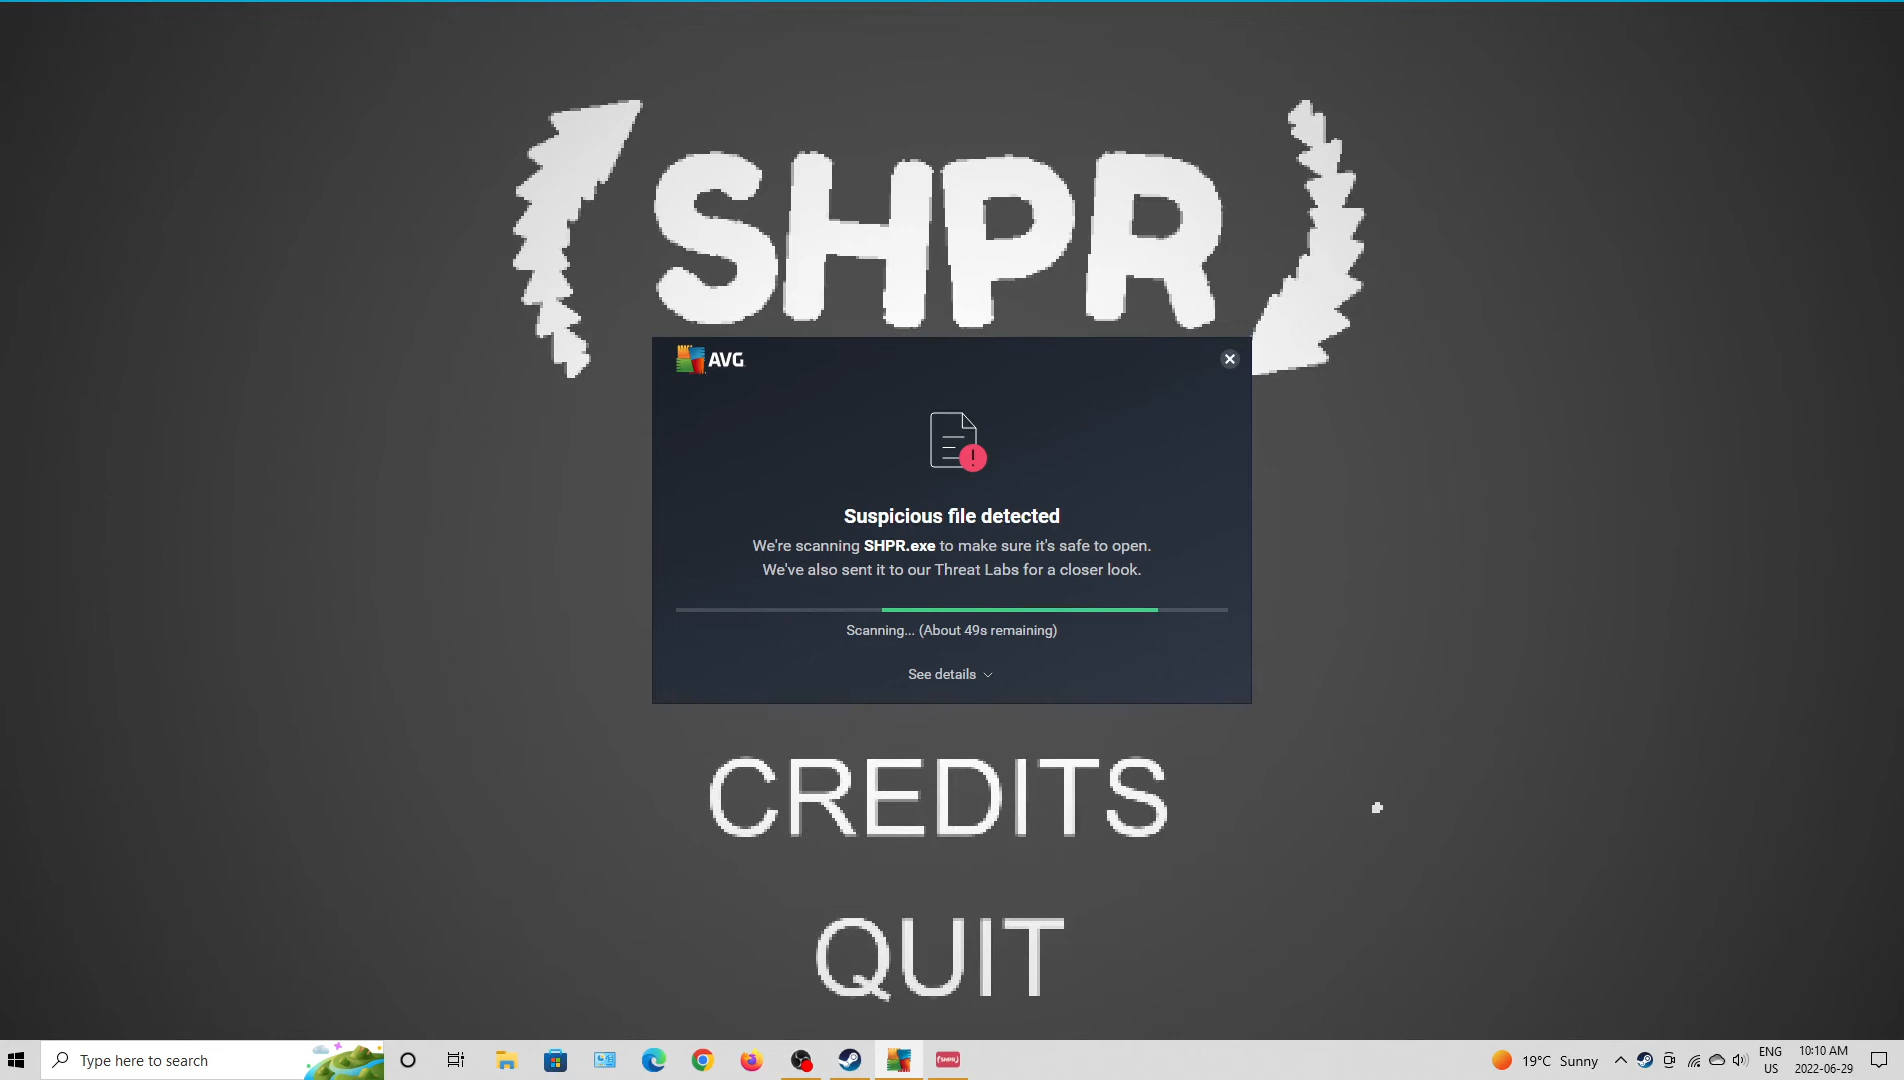 SHPR
AVG
Suspicious file detected
We're scanning SHPR.exe to make sure it's safe to open.
We've also sent it to our Threat Labs for a closer look.
Scanning... (About 49s remaining)
See details
CREDITS
QUIT
Type here to search
(SHPR)
19°C Sunny
ENG
US
10:10 AM
2022-06-29